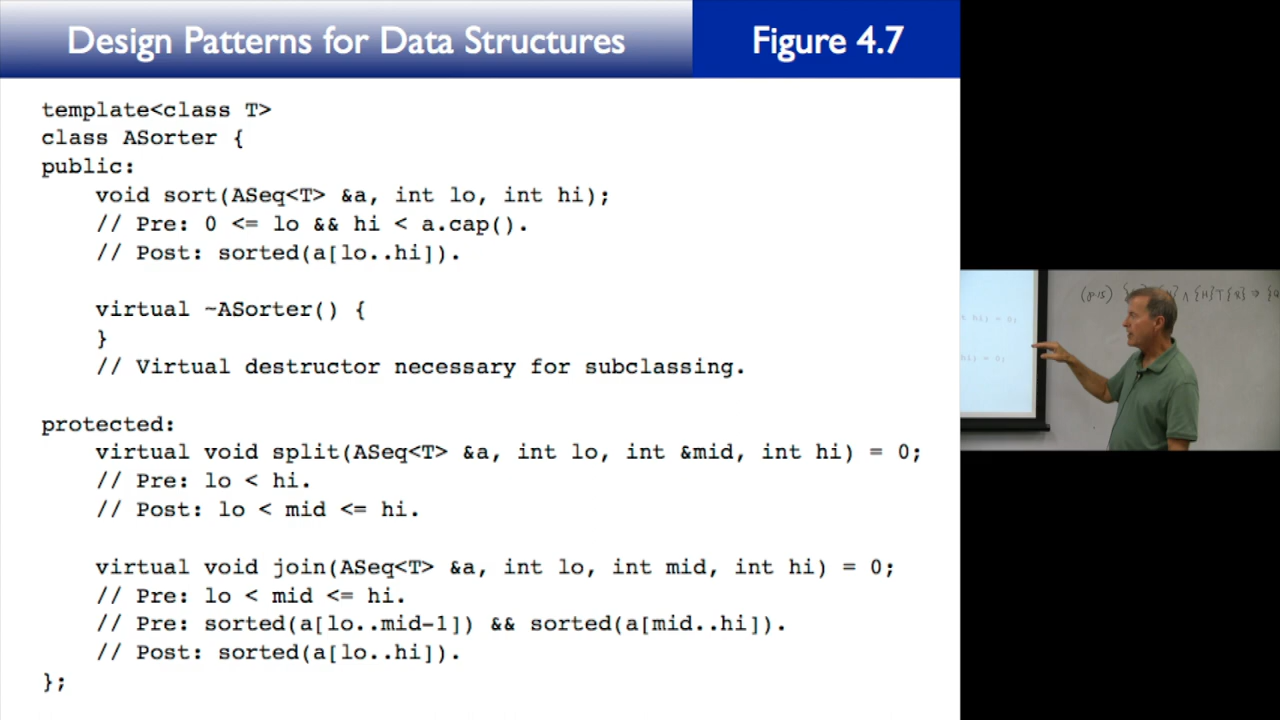 Design Patterns for Data Structures
Figure 4.7
template<class T>
class ASorter {
public:
void sort(ASeq<T> &a, int lo, int hi);
// Pre: 0 <= lo && hi < a.cap().
// Post: sorted(a[lo..hi]).
virtual ~ASorter() {
}
// Virtual destructor necessary for subclassing.
protected:
virtual void split(ASeq<T> &a, int lo, int &mid, int hi) = 0;
// Pre: lo < hi.
// Post: lo < mid <= hi.
virtual void join(ASeq<T> &a, int lo, int mid, int hi) = 0;
// Pre: lo < mid <= hi.
// Pre: sorted(a[lo..mid-1]) && sorted(a[mid..hi]).
// Post: sorted(a[lo..hi]).
};
hi) = 0;
hi) = 0;